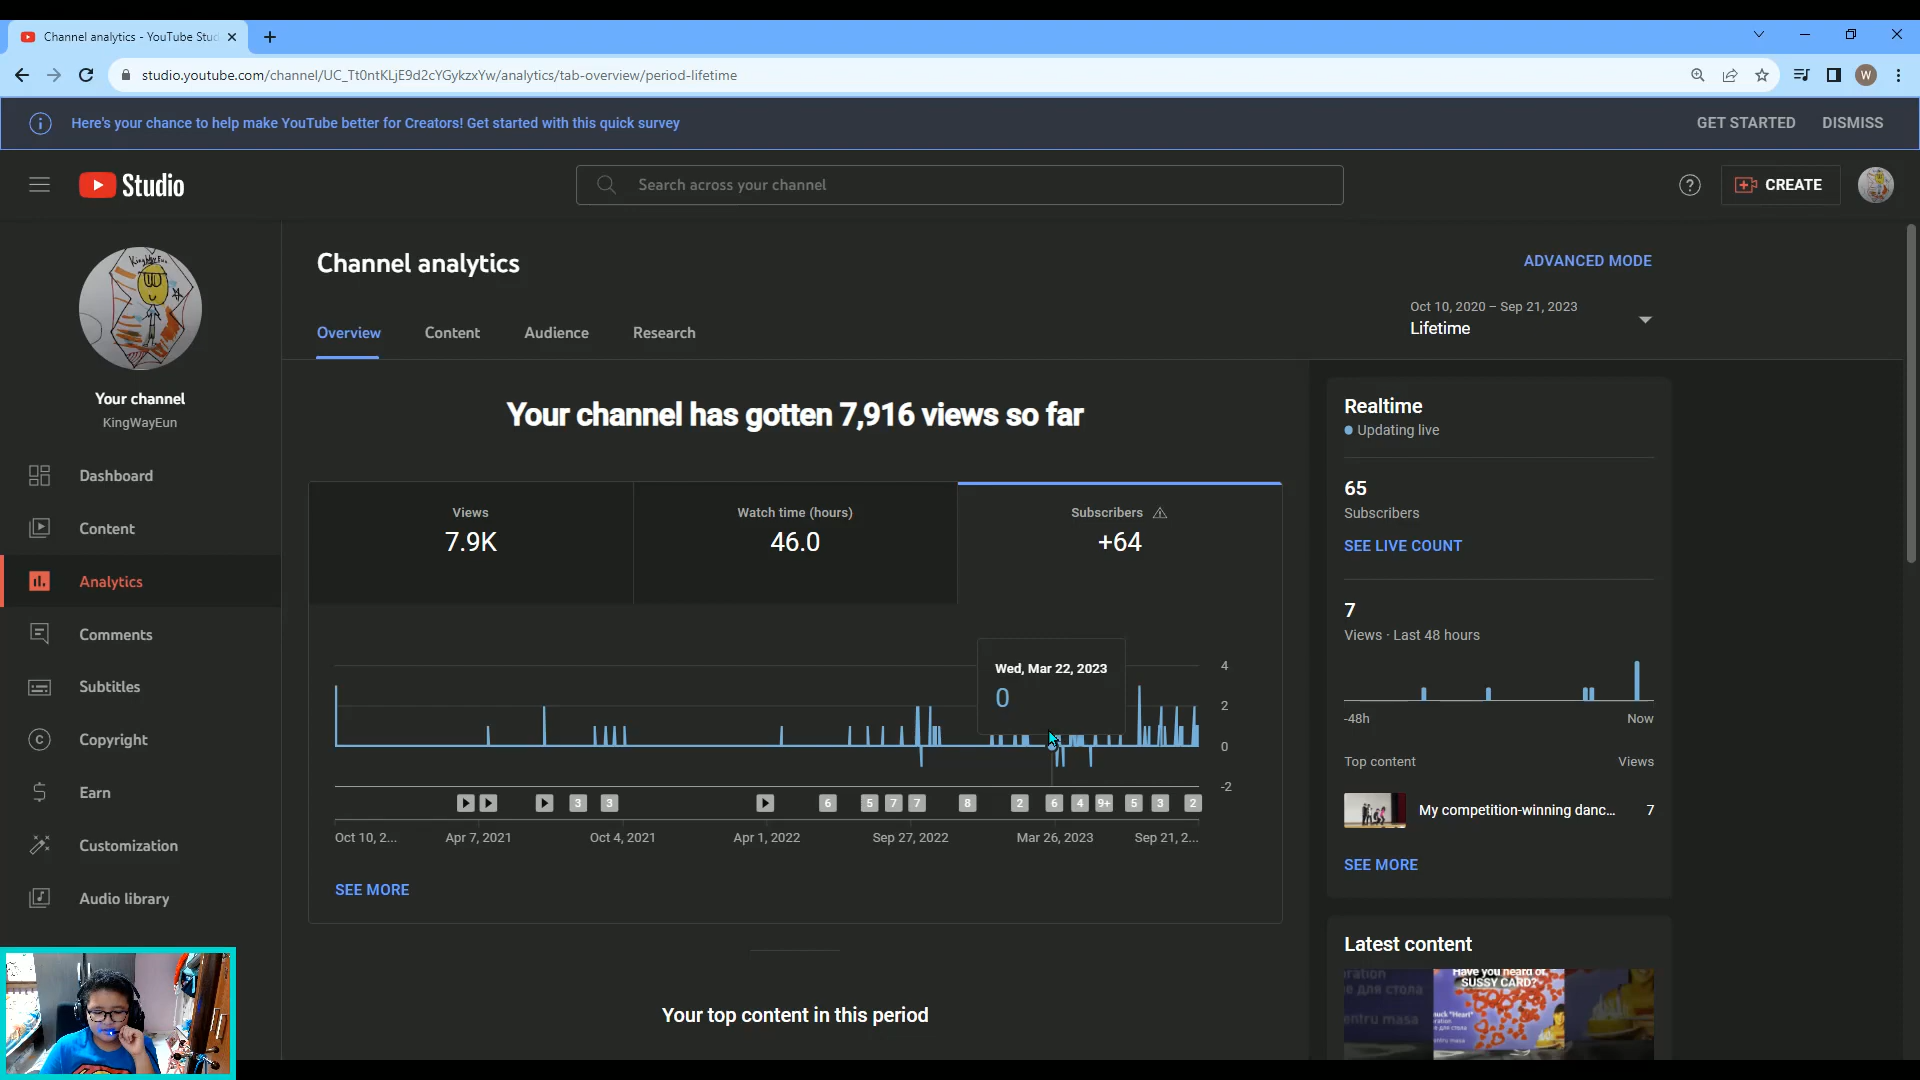 Channel analytics - YouTube Stud
studio.youtube.com/channel/UC_Tt0ntKLjE9d2cYGykzxYw/analytics/tab-overview/period-lifetime
W
Here's your chance to help make YouTube better for Creators! Get started with this quick survey
GET STARTED
DISMISS
Studio
Search across your channel
CREATE
KingWayEun
Your channel
KingWayEun
Dashboard
Content
Analytics
Comments
Subtitles
Copyright
Earn
Customization
Audio library
Channel analytics
ADVANCED MODE
Overview
Content
Audience
Research
Oct 10, 2020 – Sep 21, 2023
Lifetime
Your channel has gotten 7,916 views so far
Views
7.9K
Watch time (hours)
46.0
Subscribers
+64
Wed, Mar 22, 2023
0
4
2
0
-2
3
3
6
5
7
7
8
2
6
4
9+
5
3
2
Oct 10, 2...
Apr 7, 2021
Oct 4, 2021
Apr 1, 2022
Sep 27, 2022
Mar 26, 2023
Sep 21, 2...
SEE MORE
Your top content in this period
Realtime
Updating live
65
Subscribers
SEE LIVE COUNT
7
Views · Last 48 hours
-48h
Now
Top content
Views
My competition-winning danc...
7
SEE MORE
Latest content
Have you heard of
SUSSY CARD?